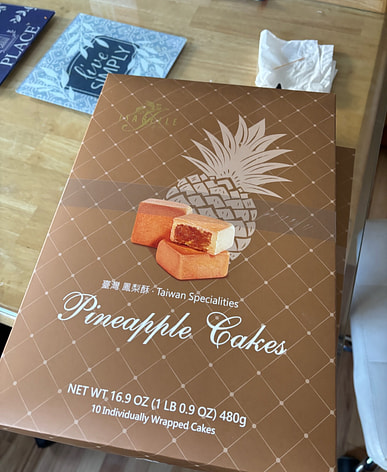 PLACE
live
SIMPLY
ISABELLE
臺灣 鳳梨酥 · Taiwan Specialities
Pineapple Cakes
NET WT 16.9 OZ (1 LB 0.9 OZ) 480g
10 Individually Wrapped Cakes